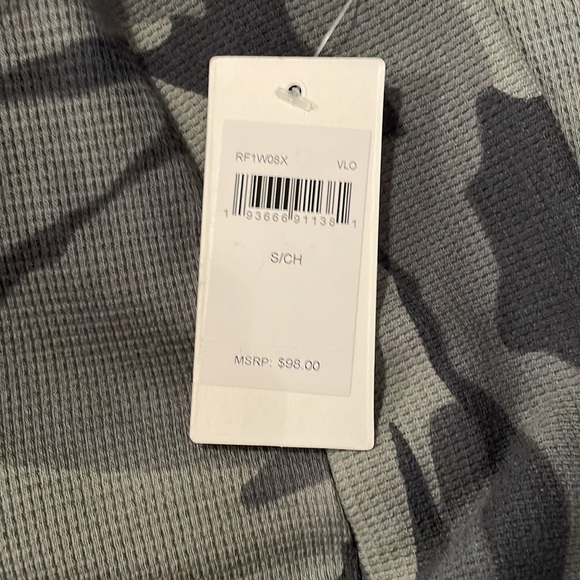 RF1W08X VLO
1 93666 91138 1
S/CH
MSRP: $98.00